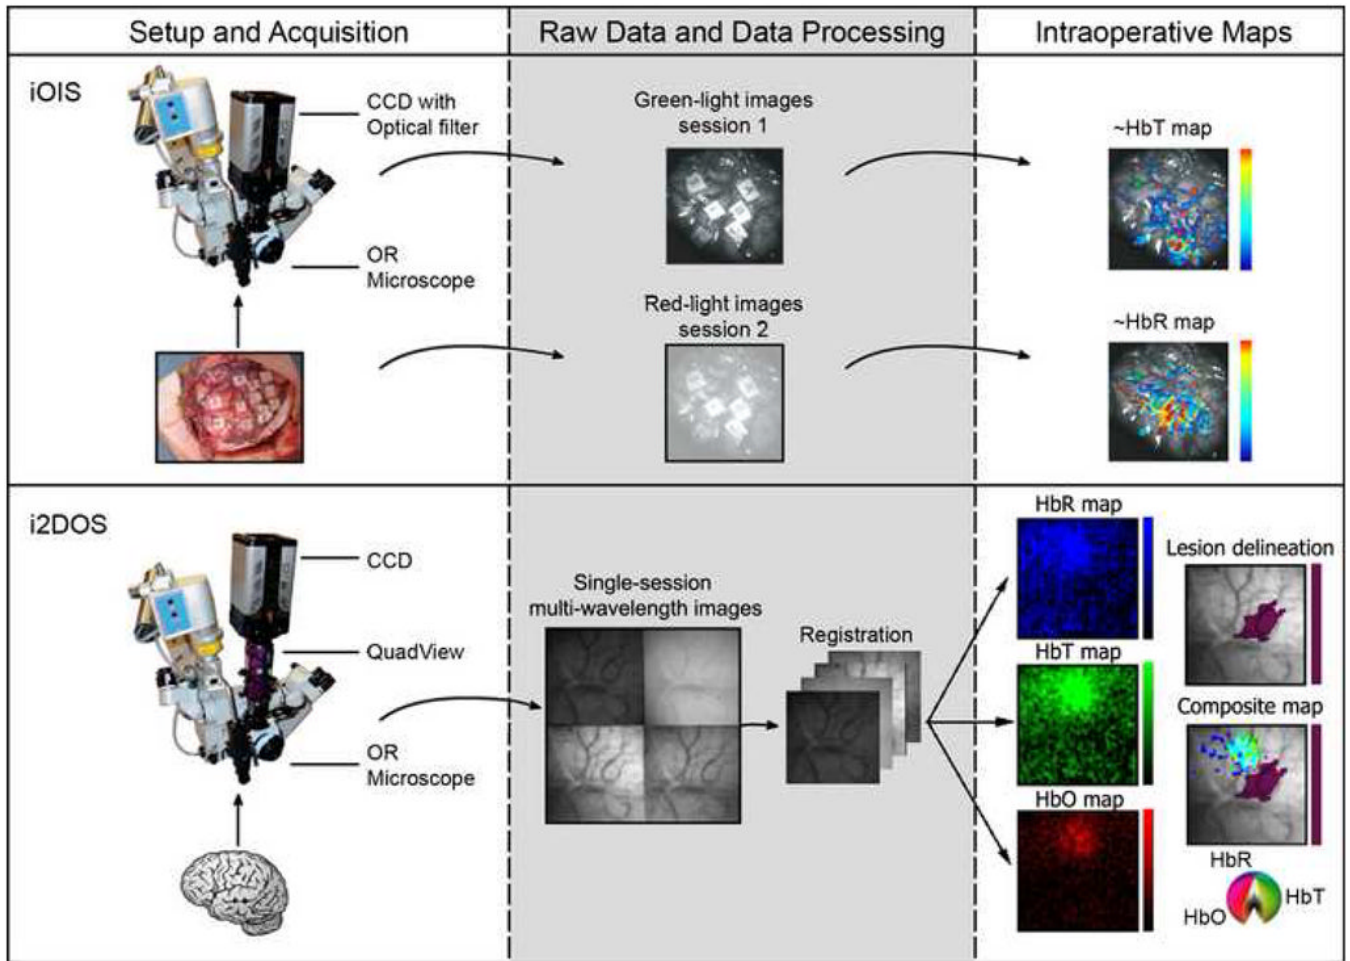 Setup and Acquisition
Raw Data and Data Processing
Intraoperative Maps
iOIS
CCD with
Optical filter
OR
Microscope
Green-light images
session 1
Red-light images
session 2
~HbT map
~HbR map
i2DOS
CCD
QuadView
OR
Microscope
Single-session
multi-wavelength images
Registration
HbR map
HbT map
HbO map
Lesion delineation
Composite map
HbR
HbT
HbO